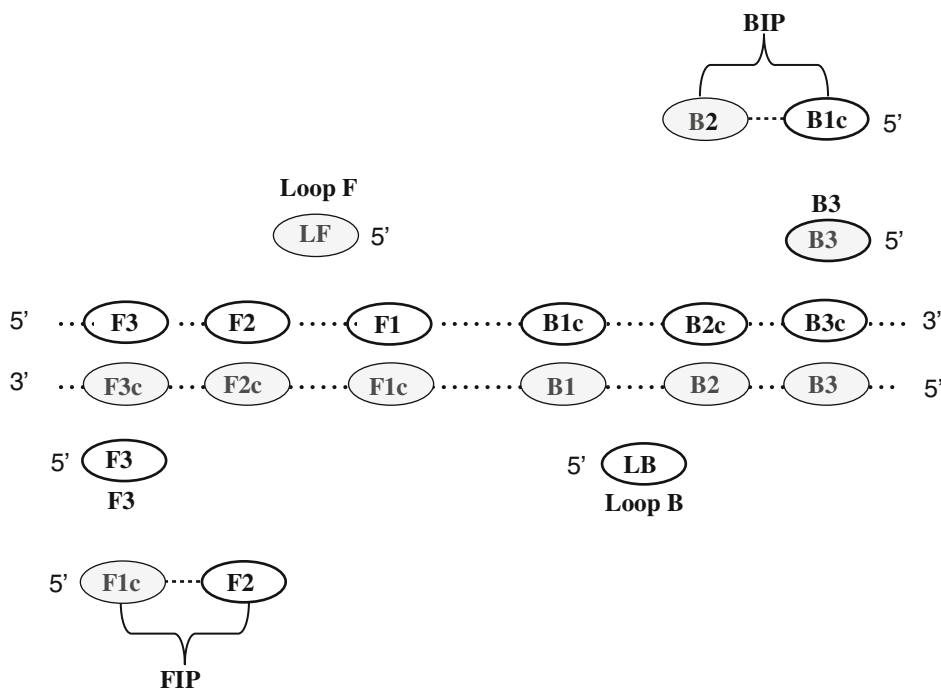 BIP
B2 B1c 5’
Loop F
LF 5’
B3
B3 5’
5’ F3 F2 F1 B1c B2c B3c 3’
3’ F3c F2c F1c B1 B2 B3 5’
5’ F3
F3
5’ LB
Loop B
5’ F1c F2
FIP